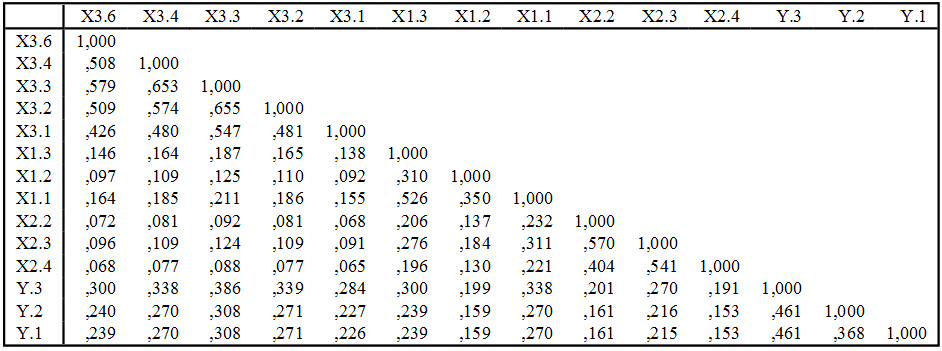 X3.6 X3.4 X3.3 X3.2 X3.1 X1.3 X1.2 X1.1 X2.2 X2.3 X2.4 Y.3 Y.2 Y.1
X3.6 1,000
X3.4 ,508 1,000
X3.3 ,579 ,653 1,000
X3.2 ,509 ,574 ,655 1,000
X3.1 ,426 ,480 ,547 ,481 1,000
X1.3 ,146 ,164 ,187 ,165 ,138 1,000
X1.2 ,097 ,109 ,125 ,110 ,092 ,310 1,000
X1.1 ,164 ,185 ,211 ,186 ,155 ,526 ,350 1,000
X2.2 ,072 ,081 ,092 ,081 ,068 ,206 ,137 ,232 1,000
X2.3 ,096 ,109 ,124 ,109 ,091 ,276 ,184 ,311 ,570 1,000
X2.4 ,068 ,077 ,088 ,077 ,065 ,196 ,130 ,221 ,404 ,541 1,000
Y.3 ,300 ,338 ,386 ,339 ,284 ,300 ,199 ,338 ,201 ,270 ,191 1,000
Y.2 ,240 ,270 ,308 ,271 ,227 ,239 ,159 ,270 ,161 ,216 ,153 ,461 1,000
Y.1 ,239 ,270 ,308 ,271 ,226 ,239 ,159 ,270 ,161 ,215 ,153 ,461 ,368 1,000